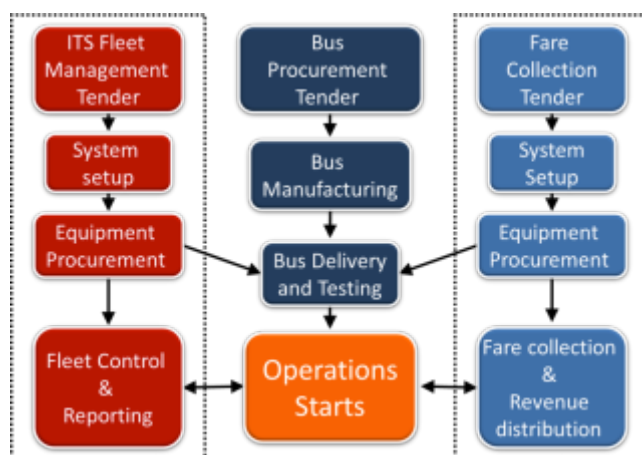 ITS Fleet
Management
Tender
Bus
Procurement
Tender
Fare
Collection
Tender
System
setup
Bus
Manufacturing
System
Setup
Equipment
Procurement
Bus Delivery
and Testing
Equipment
Procurement
Fleet Control
&
Reporting
Operations
Starts
Fare collection
&
Revenue
distribution